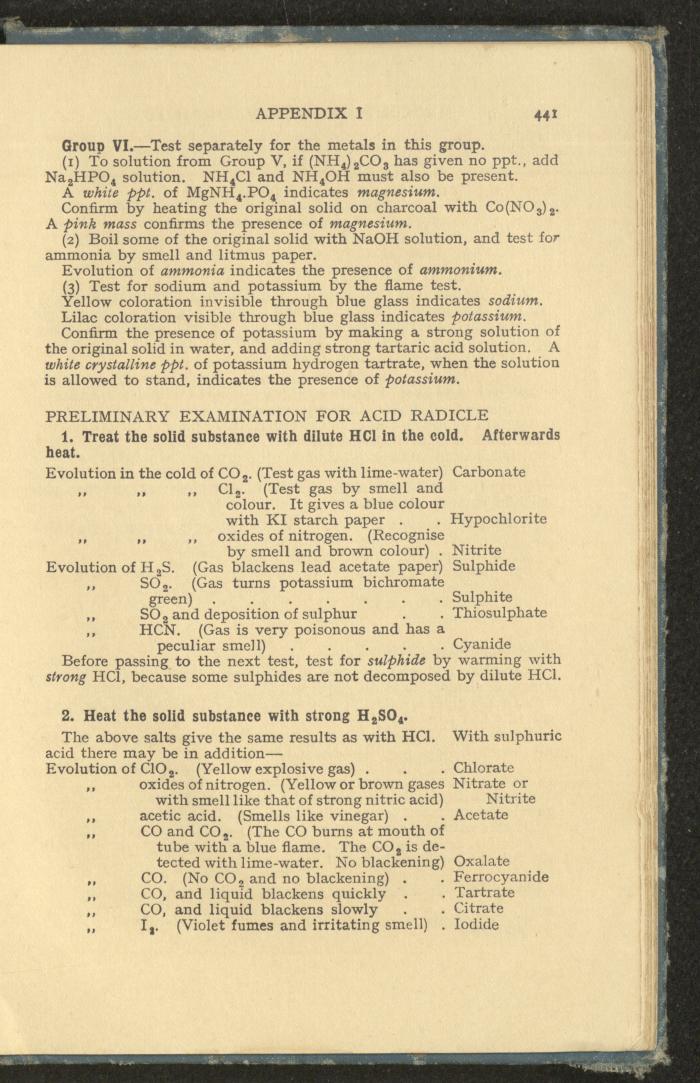 APPENDIX I 441
Group VI.—Test separately for the metals in this group.
(1) To solution from Group V, if (NH₄)₂CO₃ has given no ppt., add
Na₂HPO₄ solution. NH₄Cl and NH₄OH must also be present.
A white ppt. of MgNH₄.PO₄ indicates magnesium.
Confirm by heating the original solid on charcoal with Co(NO₃)₂.
A pink mass confirms the presence of magnesium.
(2) Boil some of the original solid with NaOH solution, and test for
ammonia by smell and litmus paper.
Evolution of ammonia indicates the presence of ammonium.
(3) Test for sodium and potassium by the flame test.
Yellow coloration invisible through blue glass indicates sodium.
Lilac coloration visible through blue glass indicates potassium.
Confirm the presence of potassium by making a strong solution of
the original solid in water, and adding strong tartaric acid solution. A
white crystalline ppt. of potassium hydrogen tartrate, when the solution
is allowed to stand, indicates the presence of potassium.
PRELIMINARY EXAMINATION FOR ACID RADICLE
1. Treat the solid substance with dilute HCl in the cold. Afterwards
heat.
Evolution in the cold of CO₂. (Test gas with lime-water) Carbonate
,, ,, ,, Cl₂. (Test gas by smell and
colour. It gives a blue colour
with KI starch paper . . Hypochlorite
,, ,, ,, oxides of nitrogen. (Recognise
by smell and brown colour) . Nitrite
Evolution of H₂S. (Gas blackens lead acetate paper) Sulphide
,, SO₂. (Gas turns potassium bichromate
green) . . . . . . . Sulphite
,, SO₂ and deposition of sulphur . . Thiosulphate
,, HCN. (Gas is very poisonous and has a
peculiar smell) . . . . . Cyanide
Before passing to the next test, test for sulphide by warming with
strong HCl, because some sulphides are not decomposed by dilute HCl.
2. Heat the solid substance with strong H₂SO₄.
The above salts give the same results as with HCl. With sulphuric
acid there may be in addition—
Evolution of ClO₂. (Yellow explosive gas) . . . Chlorate
,, oxides of nitrogen. (Yellow or brown gases Nitrate or
with smell like that of strong nitric acid) Nitrite
,, acetic acid. (Smells like vinegar) . . Acetate
,, CO and CO₂. (The CO burns at mouth of
tube with a blue flame. The CO₂ is de-
tected with lime-water. No blackening) Oxalate
,, CO. (No CO₂ and no blackening) . . Ferrocyanide
,, CO, and liquid blackens quickly . . Tartrate
,, CO, and liquid blackens slowly . . Citrate
,, I₂. (Violet fumes and irritating smell) . Iodide